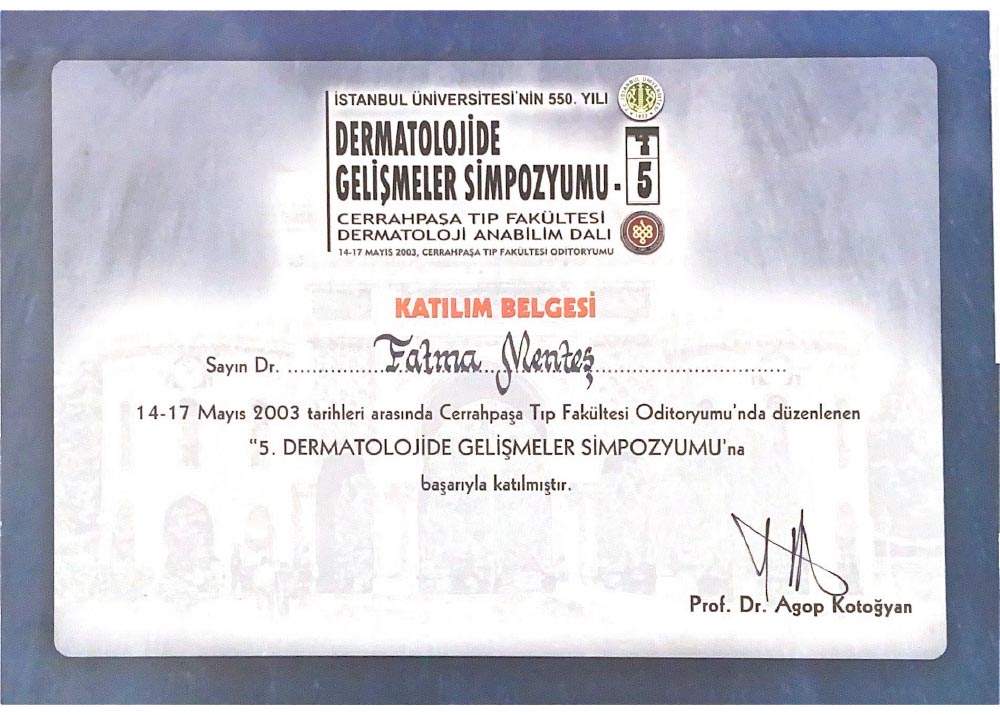 İSTANBUL ÜNİVERSİTESİ'NİN 550. YILI
DERMATOLOJİDE
GELİŞMELER SİMPOZYUMU - 5
CERRAHPAŞA TIP FAKÜLTESİ
DERMATOLOJİ ANABİLİM DALI
14-17 MAYIS 2003, CERRAHPAŞA TIP FAKÜLTESİ ODİTORYUMU
KATILIM BELGESİ
Sayın Dr. Fatma Menteş
14-17 Mayıs 2003 tarihleri arasında Cerrahpaşa Tıp Fakültesi Oditoryumu'nda düzenlenen
"5. DERMATOLOJİDE GELİŞMELER SİMPOZYUMU'na
başarıyla katılmıştır.
Prof. Dr. Agop Kotoğyan